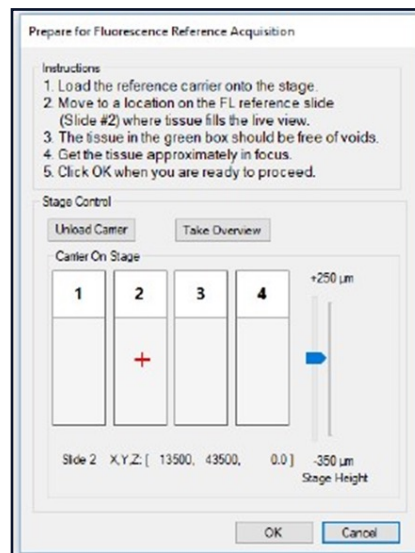 Prepare for Fluorescence Reference Acquisition
Instructions
1. Load the reference carrier onto the stage.
2. Move to a location on the FL reference slide
(Slide #2) where tissue fills the live view.
3. The tissue in the green box should be free of voids.
4. Get the tissue approximately in focus.
5. Click OK when you are ready to proceed.
Stage Control
Unload Carrier
Take Overview
Carrier On Stage
1 2 3 4
+250 µm
Slide 2 X,Y,Z: [ 13500, 43500, 0.0 ]
-350 µm
Stage Height
OK Cancel